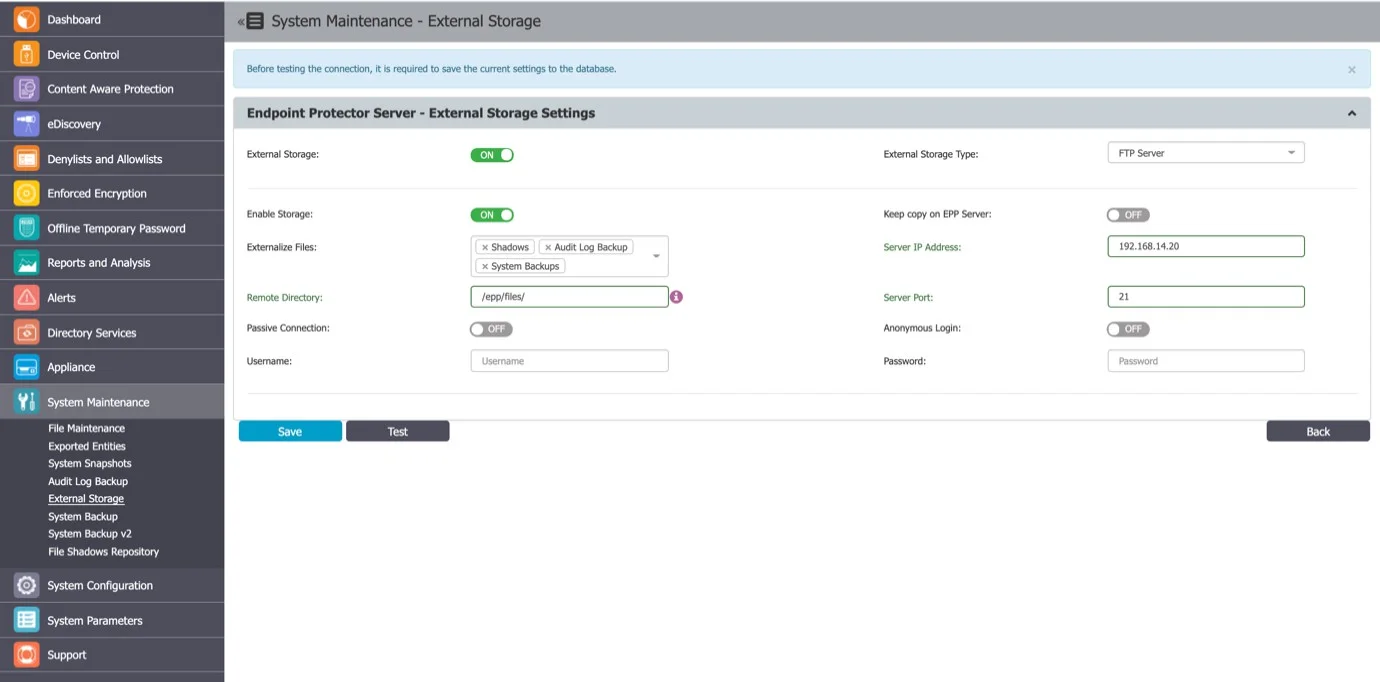 Dashboard
Device Control
Content Aware Protection
eDiscovery
Denylists and Allowlists
Enforced Encryption
Offline Temporary Password
Reports and Analysis
Alerts
Directory Services
Appliance
System Maintenance
File Maintenance
Exported Entities
System Snapshots
Audit Log Backup
External Storage
System Backup
System Backup v2
File Shadows Repository
System Configuration
System Parameters
Support
System Maintenance - External Storage
Before testing the connection, it is required to save the current settings to the database.
Endpoint Protector Server - External Storage Settings
External Storage: ON External Storage Type: FTP Server
Enable Storage: ON Keep copy on EPP Server: OFF
Externalize Files: × Shadows × Audit Log Backup Server IP Address: 192.168.14.20
× System Backups
Remote Directory: /epp/files/ Server Port: 21
Passive Connection: OFF Anonymous Login: OFF
Username: Username Password: Password
Save Test Back